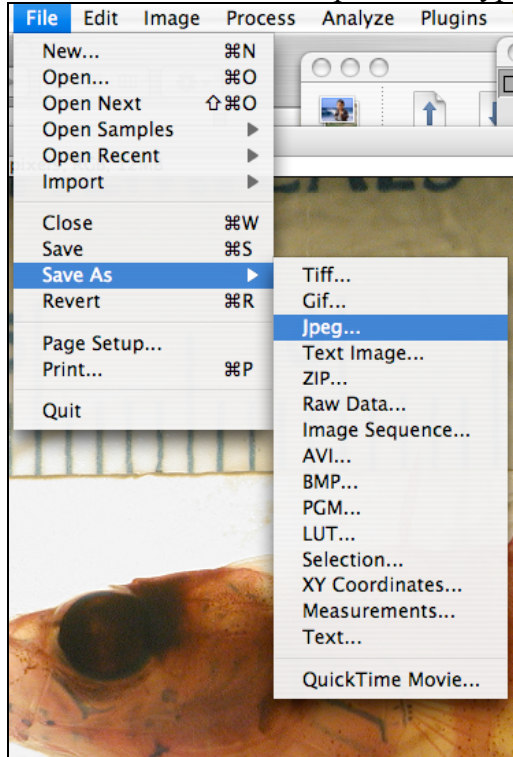 File Edit Image Process Analyze Plugins
New... ⌘N
Open... ⌘O
Open Next ⇧⌘O
Open Samples ▶
Open Recent ▶
Import ▶
Close ⌘W
Save ⌘S
Save As ▶
Revert ⌘R
Page Setup...
Print... ⌘P
Quit
Tiff...
Gif...
Jpeg...
Text Image...
ZIP...
Raw Data...
Image Sequence...
AVI...
BMP...
PGM...
LUT...
Selection...
XY Coordinates...
Measurements...
Text...
QuickTime Movie...